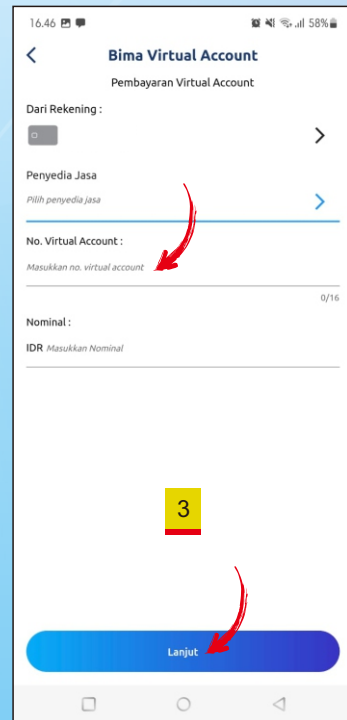 16.46 58%
Bima Virtual Account
Pembayaran Virtual Account
Dari Rekening :
Penyedia Jasa
Pilih penyedia jasa
No. Virtual Account :
Masukkan no. virtual account
0/16
Nominal :
IDR Masukkan Nominal
3
Lanjut